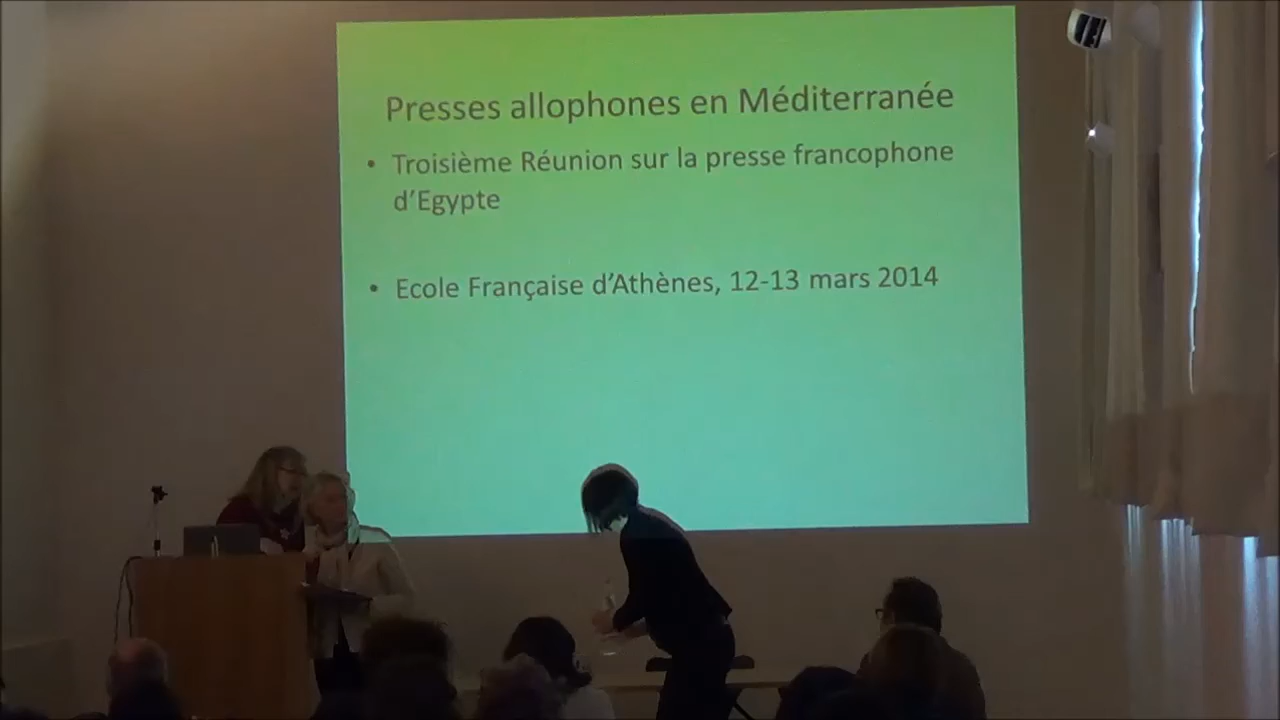 Presses allophones en Méditerranée
• Troisième Réunion sur la presse francophone
d’Egypte
• Ecole Française d’Athènes, 12-13 mars 2014